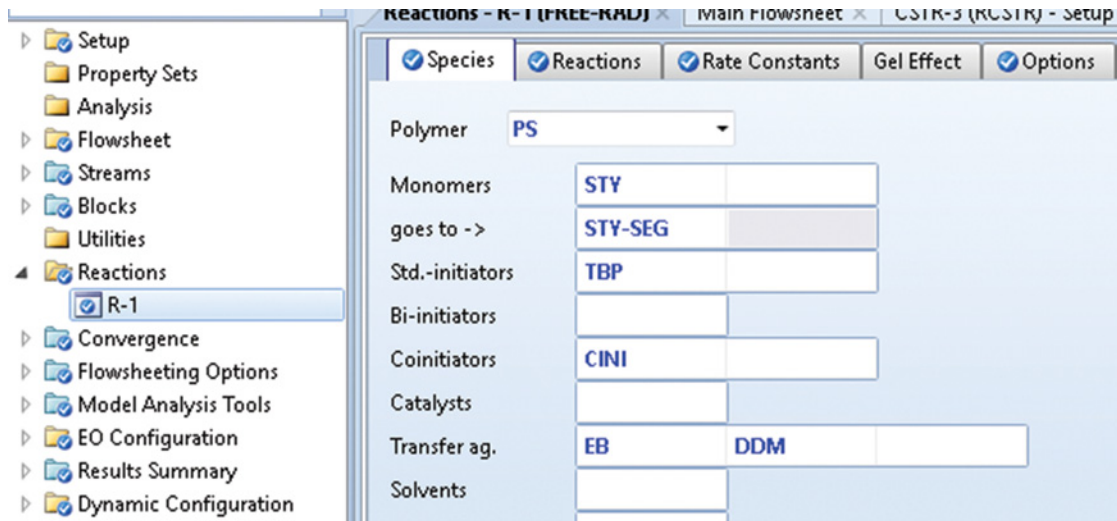 Reactions - R-1 (FREE-RAD) Main Flowsheet CSTR-3 (RCSTR) - Setup
Setup
Property Sets
Analysis
Flowsheet
Streams
Blocks
Utilities
Reactions
R-1
Convergence
Flowsheeting Options
Model Analysis Tools
EO Configuration
Results Summary
Dynamic Configuration
Species Reactions Rate Constants Gel Effect Options
Polymer PS
Monomers STY
goes to -> STY-SEG
Std.-initiators TBP
Bi-initiators
Coinitiators CINI
Catalysts
Transfer ag. EB DDM
Solvents